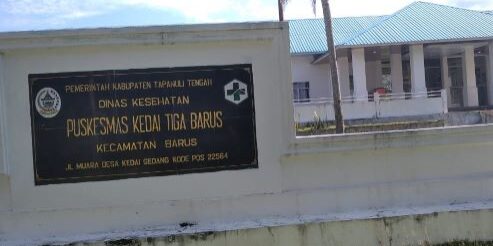 PEMERINTAH KABUPATEN TAPANULI TENGAH
DINAS KESEHATAN
PUSKESMAS KEDAI TIGA BARUS
KECAMATAN BARUS
JL MUARA DESA KEDAI GEDANG KODE POS 22564